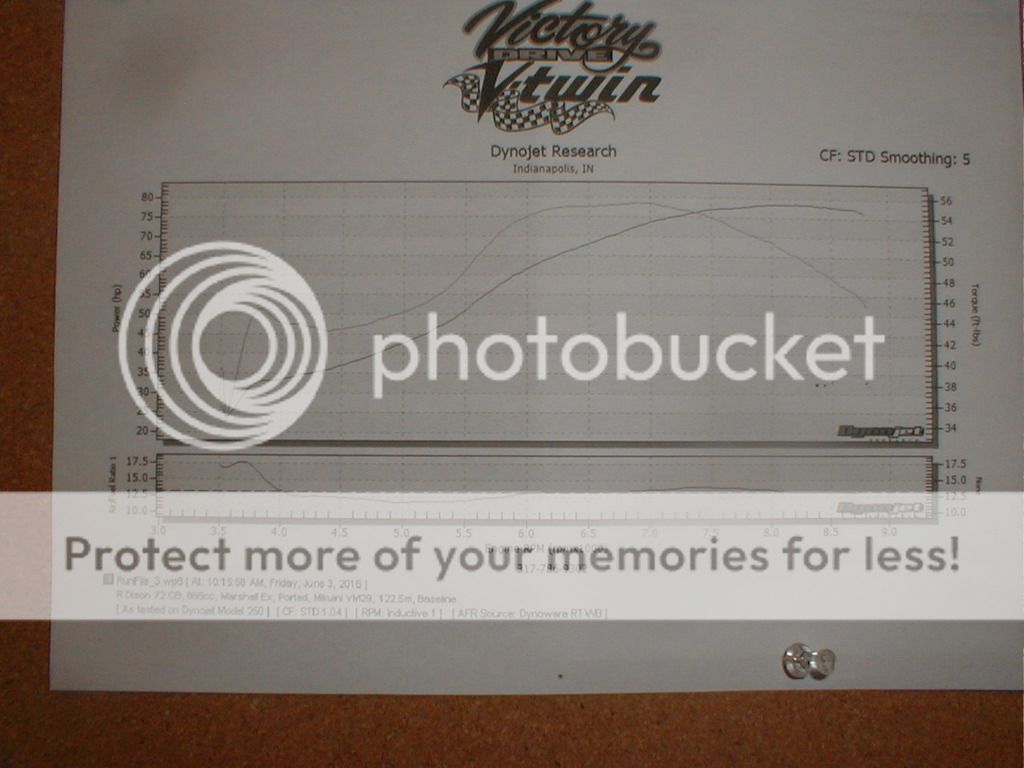 Victory
DRIVE
V-twin
Dynojet Research
Indianapolis, IN
CF: STD Smoothing: 5
80
75
70
65
60
55
50
45
40
35
30
25
20
Power (hp)
56
54
52
50
48
46
44
42
40
38
36
34
Torque (ft-lbs)
photobucket
Dynojet
17.5
15.0
12.5
10.0
17.5
15.0
12.5
10.0
Dynojet
3.0 3.5 4.0 4.5 5.0 5.5 6.0 6.5 7.0 7.5 8.0 8.5 9.0
Engine RPM
Protect more of your memories for less!
RunFile_3.wp8 [ At: 10:15:58 AM, Friday, June 3, 2016 ]
R Dison 72 CB, 866cc, Marshall Ex, Ported, Mikuini VM29, 122.5m, Baseline
[ As tested on Dynojet Model 250 ] [ CF: STD 1.04 ] [ RPM: Inductive 1 ] [ AFR Source: Dynoware RT WB ]